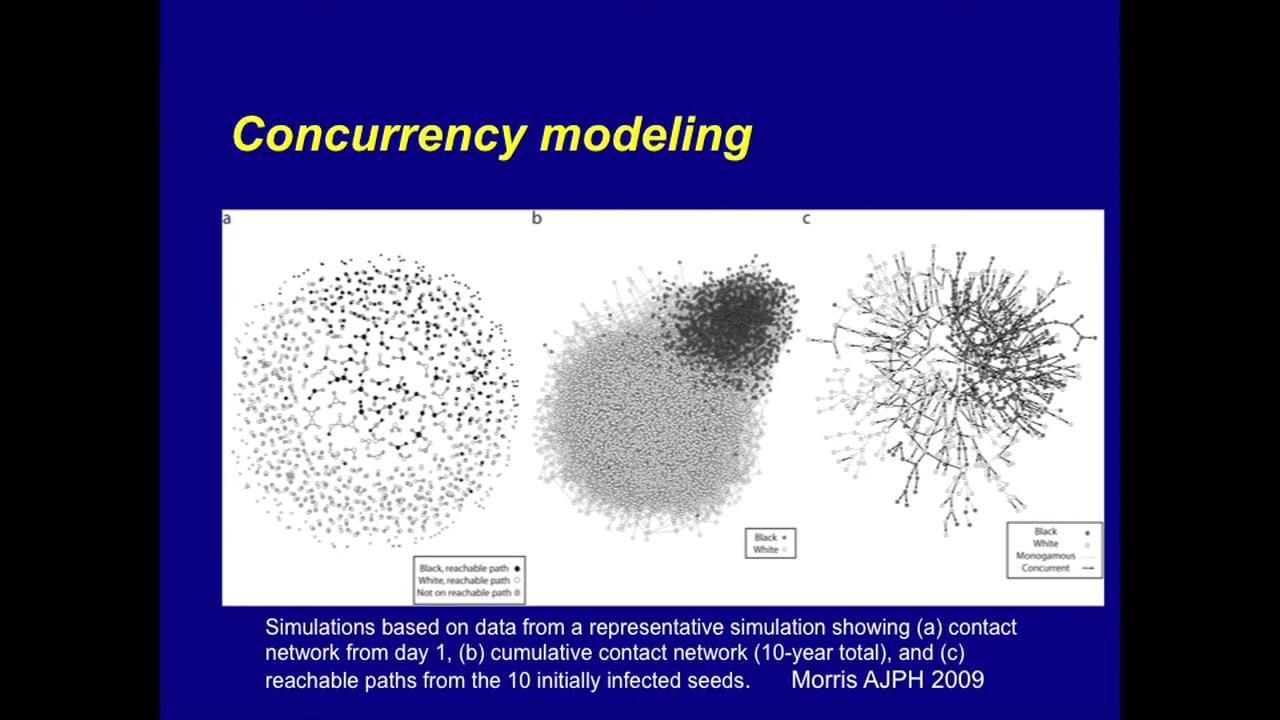 Concurrency modeling
a
b
c
Black, reachable path
White, reachable path
Not on reachable path
Black
White
Black
White
Monogamous
Concurrent
Simulations based on data from a representative simulation showing (a) contact
network from day 1, (b) cumulative contact network (10-year total), and (c)
reachable paths from the 10 initially infected seeds. Morris AJPH 2009